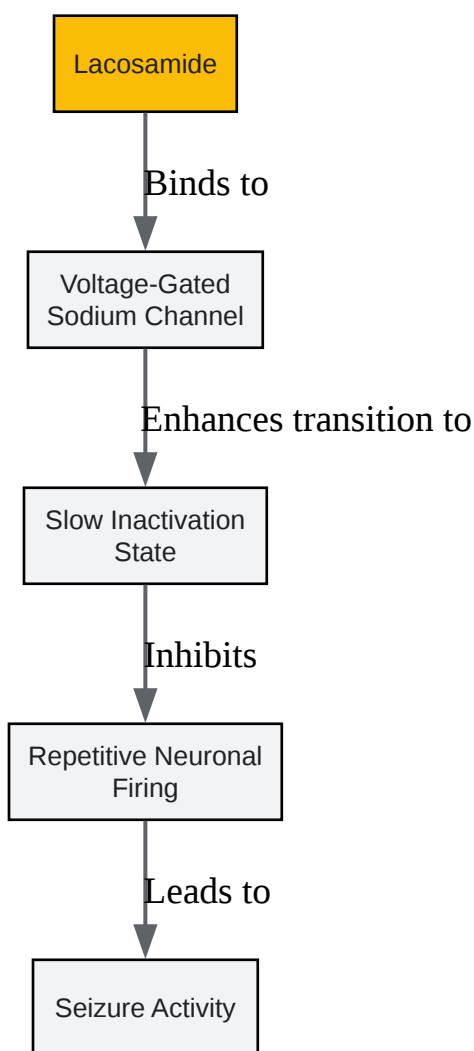 Lacosamide
Binds to
Voltage-Gated
Sodium Channel
Enhances transition to
Slow Inactivation
State
Inhibits
Repetitive Neuronal
Firing
Leads to
Seizure Activity